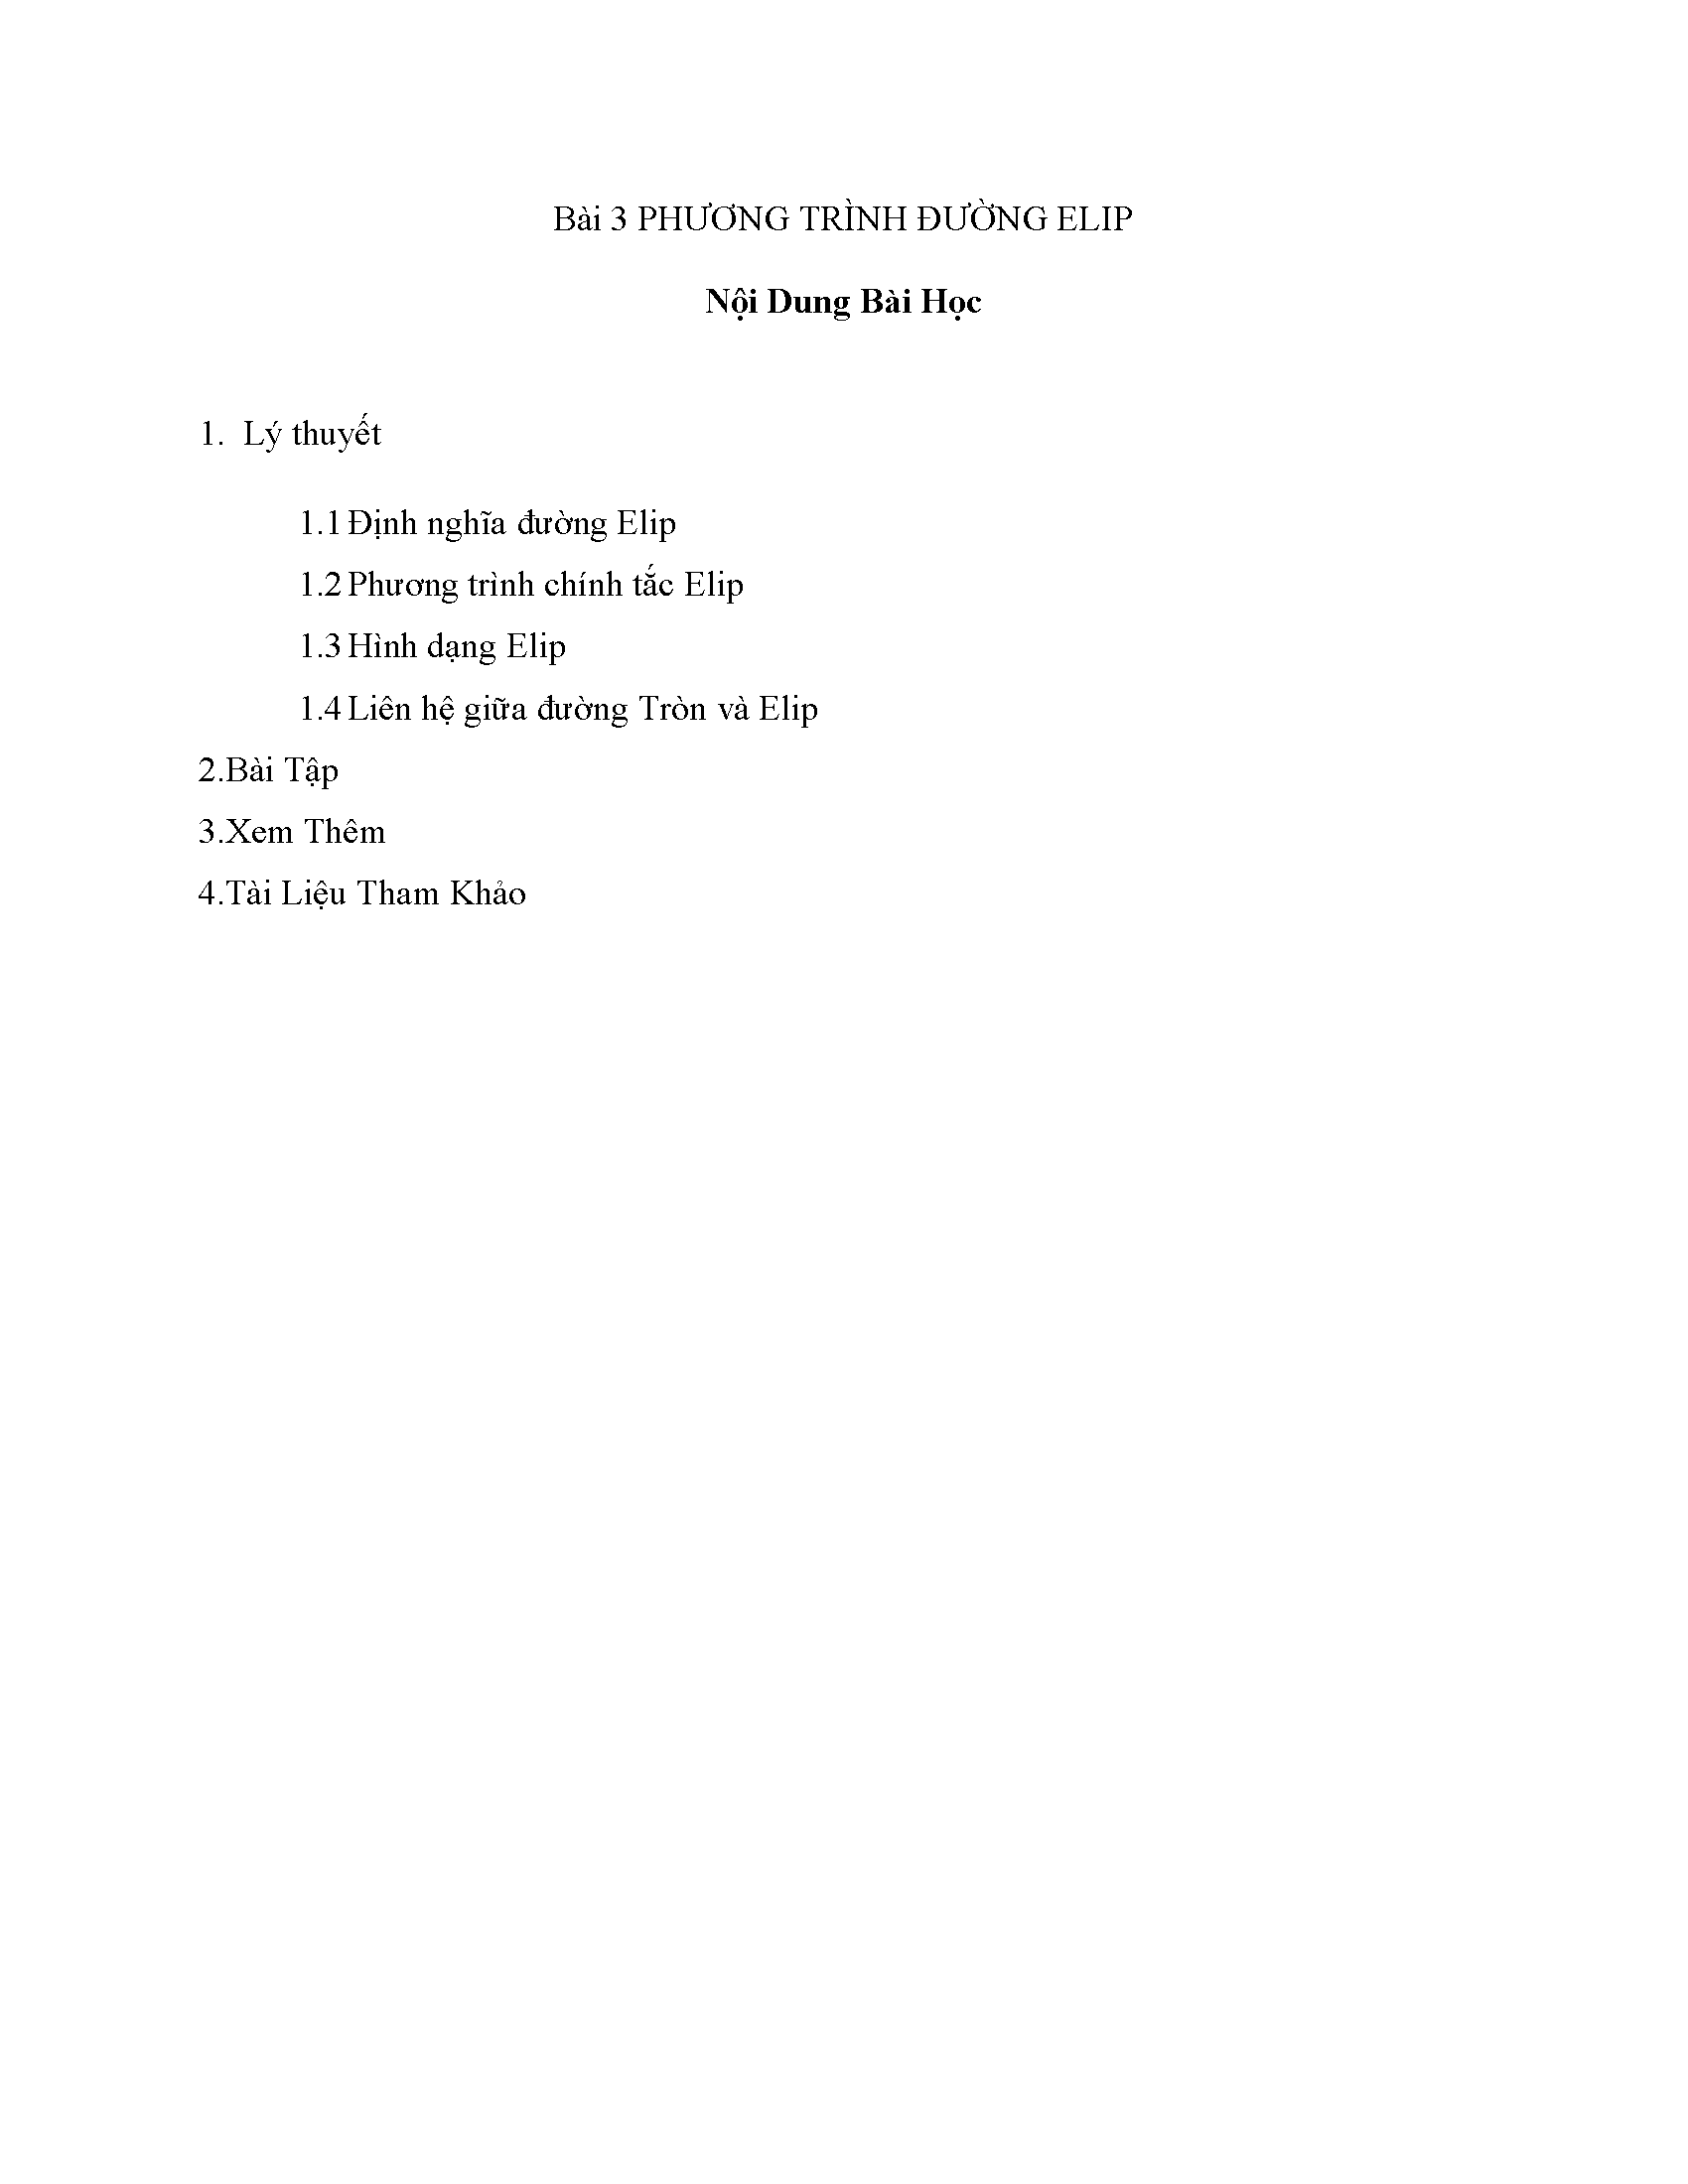 Bài 3 PHƯƠNG TRÌNH ĐƯỜNG ELIP
Nội Dung Bài Học
1. Lý thuyết
1.1 Định nghĩa đường Elip
1.2 Phương trình chính tắc Elip
1.3 Hình dạng Elip
1.4 Liên hệ giữa đường Tròn và Elip
2.Bài Tập
3.Xem Thêm
4.Tài Liệu Tham Khảo